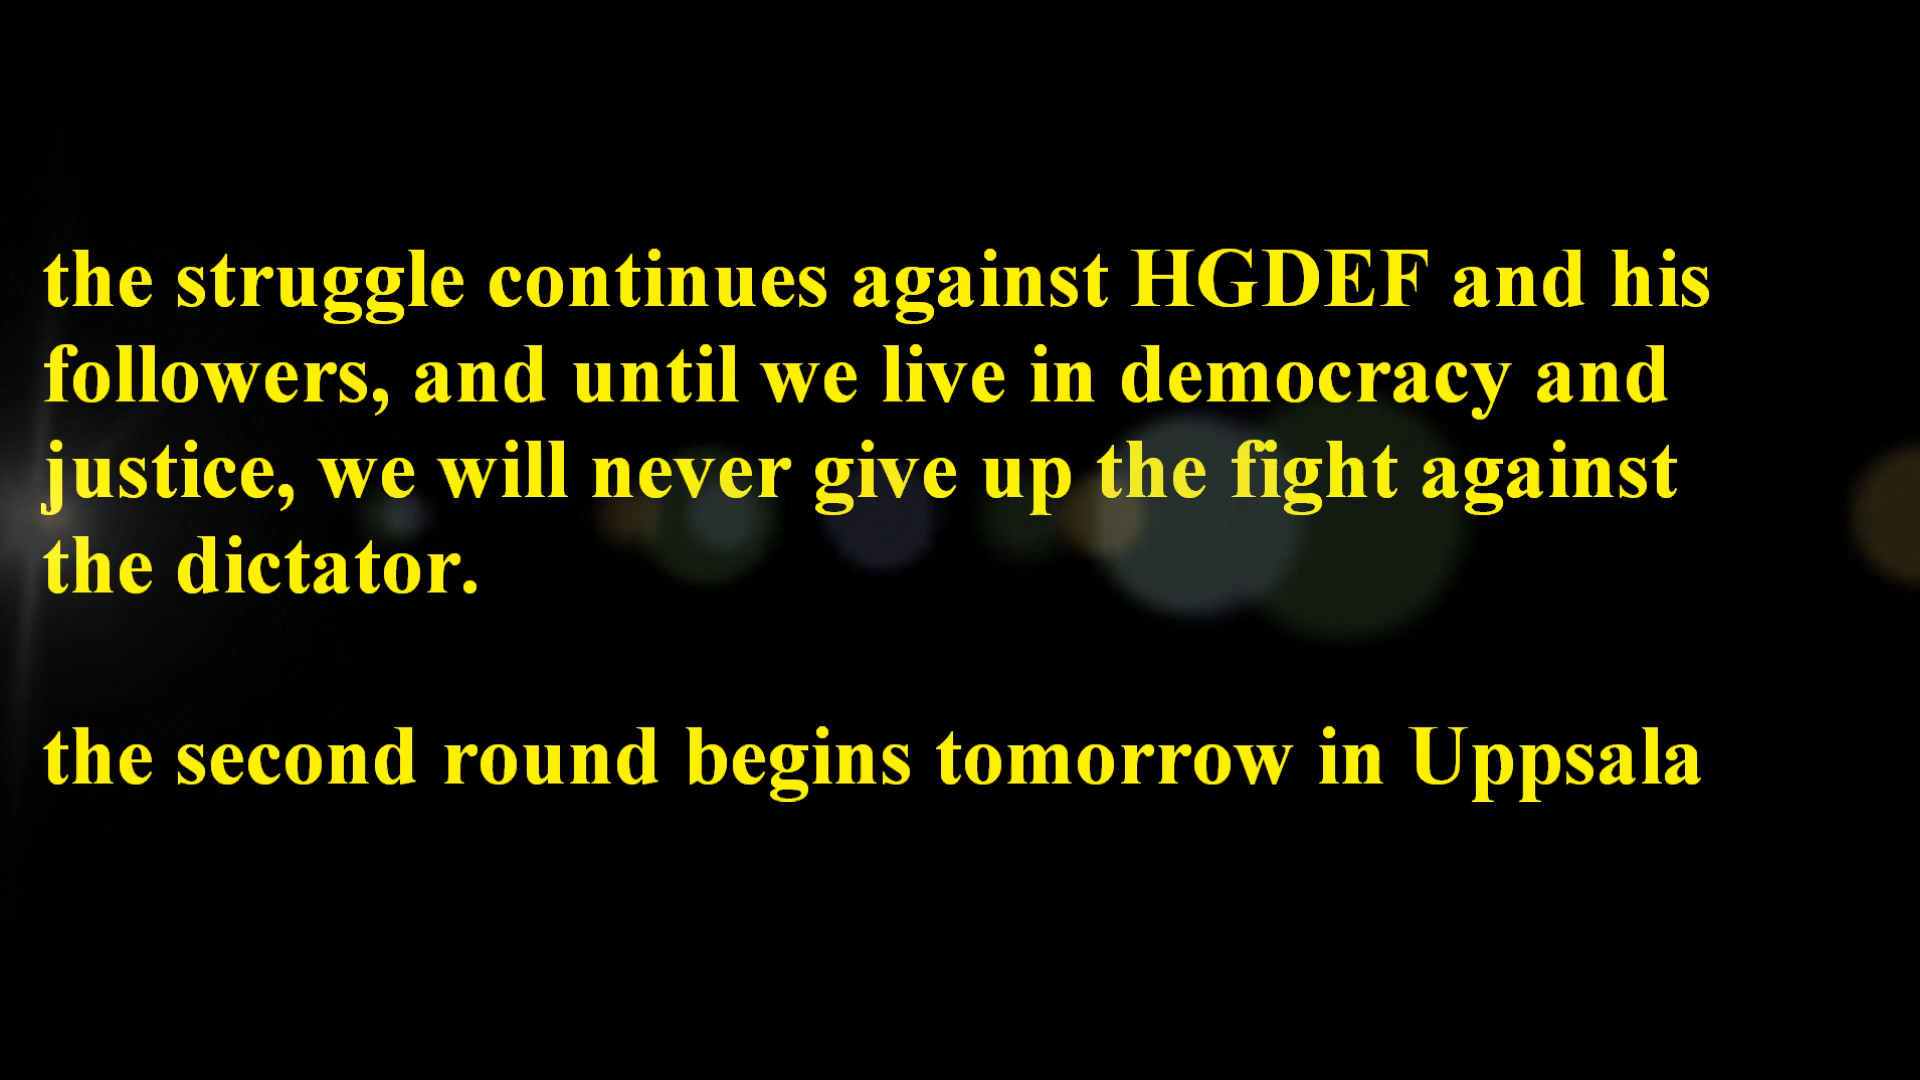 the struggle continues against HGDEF and his
followers, and until we live in democracy and
justice, we will never give up the fight against
the dictator.
the second round begins tomorrow in Uppsala